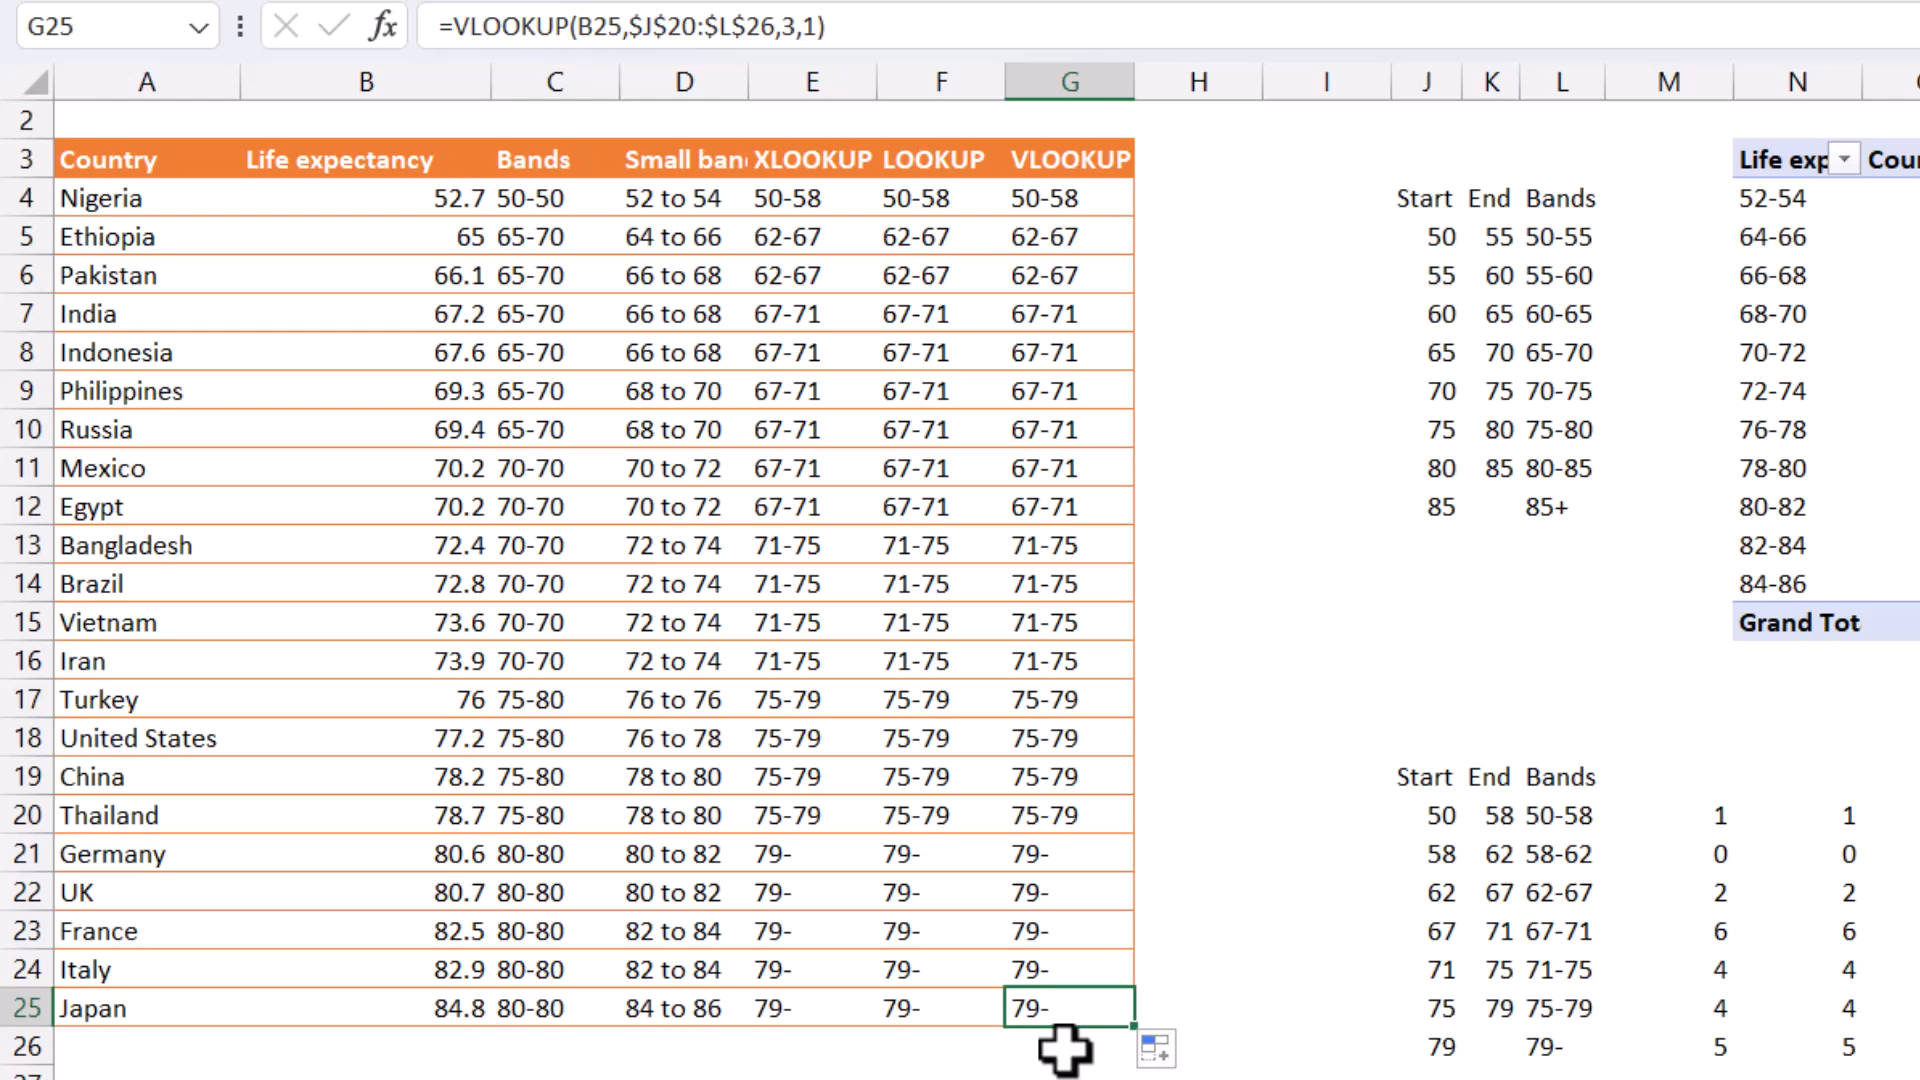 G25 fx =VLOOKUP(B25,$J$20:$L$26,3,1)
A B C D E F G H I J K L M N
2
3 Country Life expectancy Bands Small ban XLOOKUP LOOKUP VLOOKUP Life exp Coun
4 Nigeria 52.7 50-50 52 to 54 50-58 50-58 50-58 Start End Bands 52-54
5 Ethiopia 65 65-70 64 to 66 62-67 62-67 62-67 50 55 50-55 64-66
6 Pakistan 66.1 65-70 66 to 68 62-67 62-67 62-67 55 60 55-60 66-68
7 India 67.2 65-70 66 to 68 67-71 67-71 67-71 60 65 60-65 68-70
8 Indonesia 67.6 65-70 66 to 68 67-71 67-71 67-71 65 70 65-70 70-72
9 Philippines 69.3 65-70 68 to 70 67-71 67-71 67-71 70 75 70-75 72-74
10 Russia 69.4 65-70 68 to 70 67-71 67-71 67-71 75 80 75-80 76-78
11 Mexico 70.2 70-70 70 to 72 67-71 67-71 67-71 80 85 80-85 78-80
12 Egypt 70.2 70-70 70 to 72 67-71 67-71 67-71 85 85+ 80-82
13 Bangladesh 72.4 70-70 72 to 74 71-75 71-75 71-75 82-84
14 Brazil 72.8 70-70 72 to 74 71-75 71-75 71-75 84-86
15 Vietnam 73.6 70-70 72 to 74 71-75 71-75 71-75 Grand Tot
16 Iran 73.9 70-70 72 to 74 71-75 71-75 71-75
17 Turkey 76 75-80 76 to 76 75-79 75-79 75-79
18 United States 77.2 75-80 76 to 78 75-79 75-79 75-79
19 China 78.2 75-80 78 to 80 75-79 75-79 75-79 Start End Bands
20 Thailand 78.7 75-80 78 to 80 75-79 75-79 75-79 50 58 50-58 1 1
21 Germany 80.6 80-80 80 to 82 79- 79- 79- 58 62 58-62 0 0
22 UK 80.7 80-80 80 to 82 79- 79- 79- 62 67 62-67 2 2
23 France 82.5 80-80 82 to 84 79- 79- 79- 67 71 67-71 6 6
24 Italy 82.9 80-80 82 to 84 79- 79- 79- 71 75 71-75 4 4
25 Japan 84.8 80-80 84 to 86 79- 79- 79- 75 79 75-79 4 4
26 79 79- 5 5